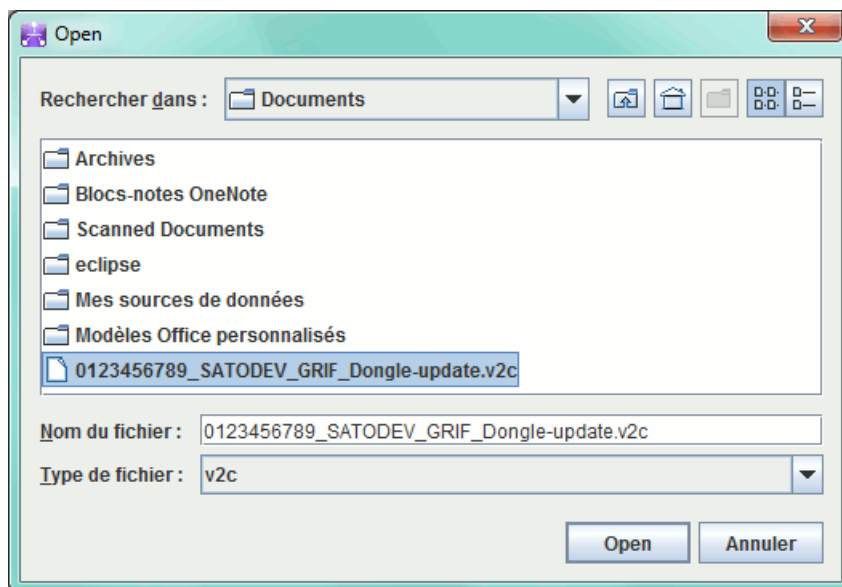 Open
Rechercher dans : Documents
Archives
Blocs-notes OneNote
Scanned Documents
eclipse
Mes sources de données
Modèles Office personnalisés
0123456789_SATODEV_GRIF_Dongle-update.v2c
Nom du fichier : 0123456789_SATODEV_GRIF_Dongle-update.v2c
Type de fichier : v2c
Open Annuler